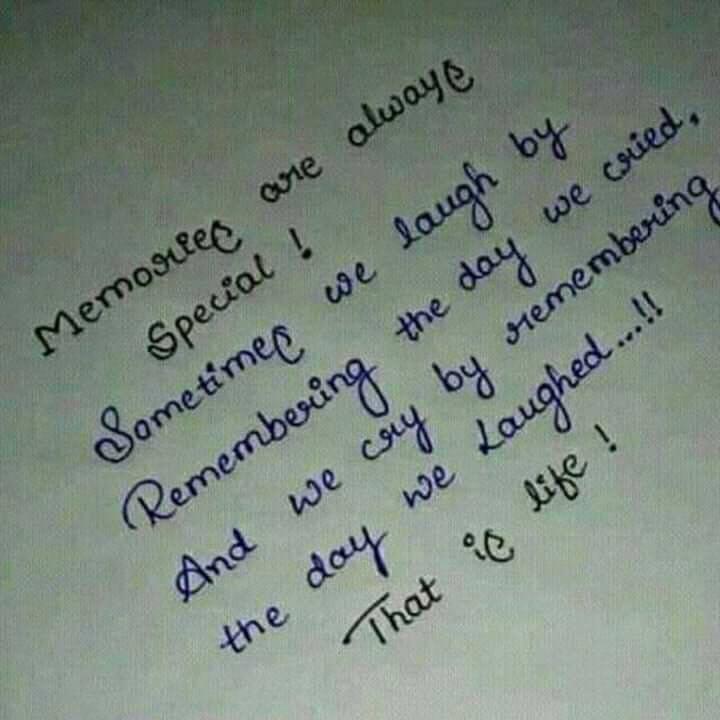 Memories are always
Special !
Sometimes we laugh by
Remembering the day we cried,
And we cry by remembering
the day we Laughed...!!
That is life !